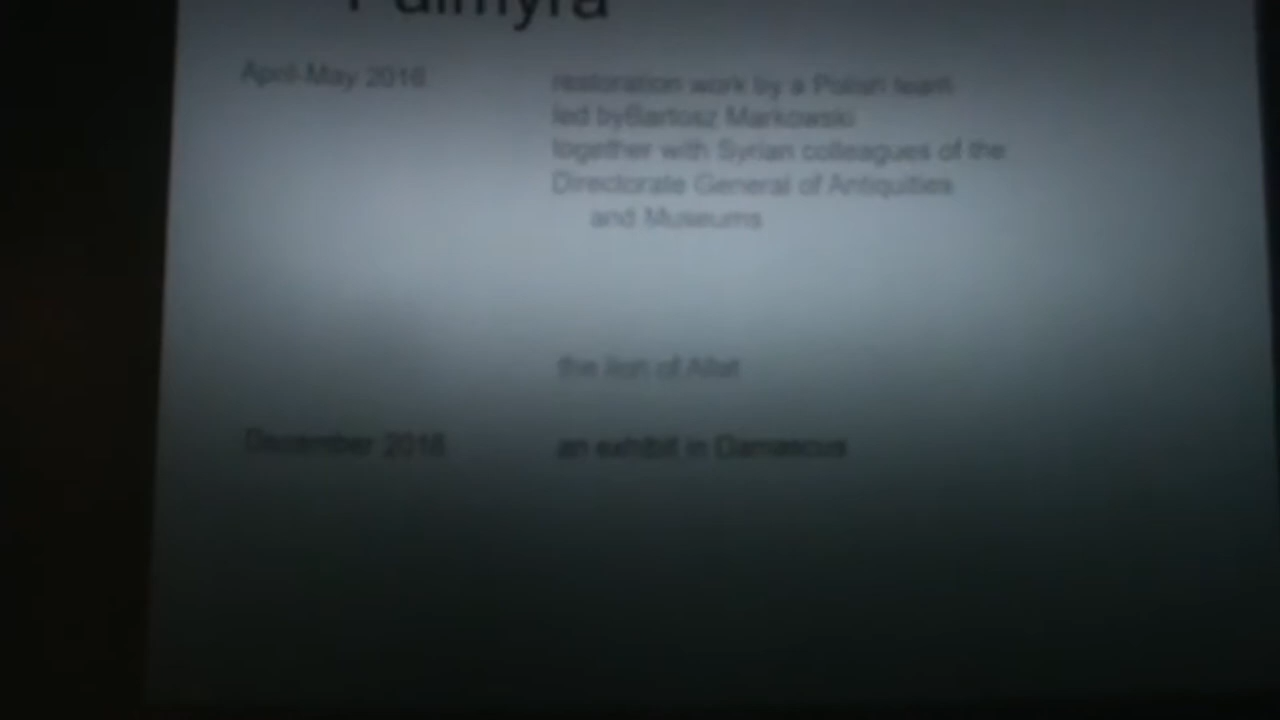 Palmyra
April-May 2016 restoration work by a Polish team
led byBartosz Markowski
together with Syrian colleagues of the
Directorate General of Antiquities
and Museums
the lion of Allat
December 2016 an exhibit in Damascus